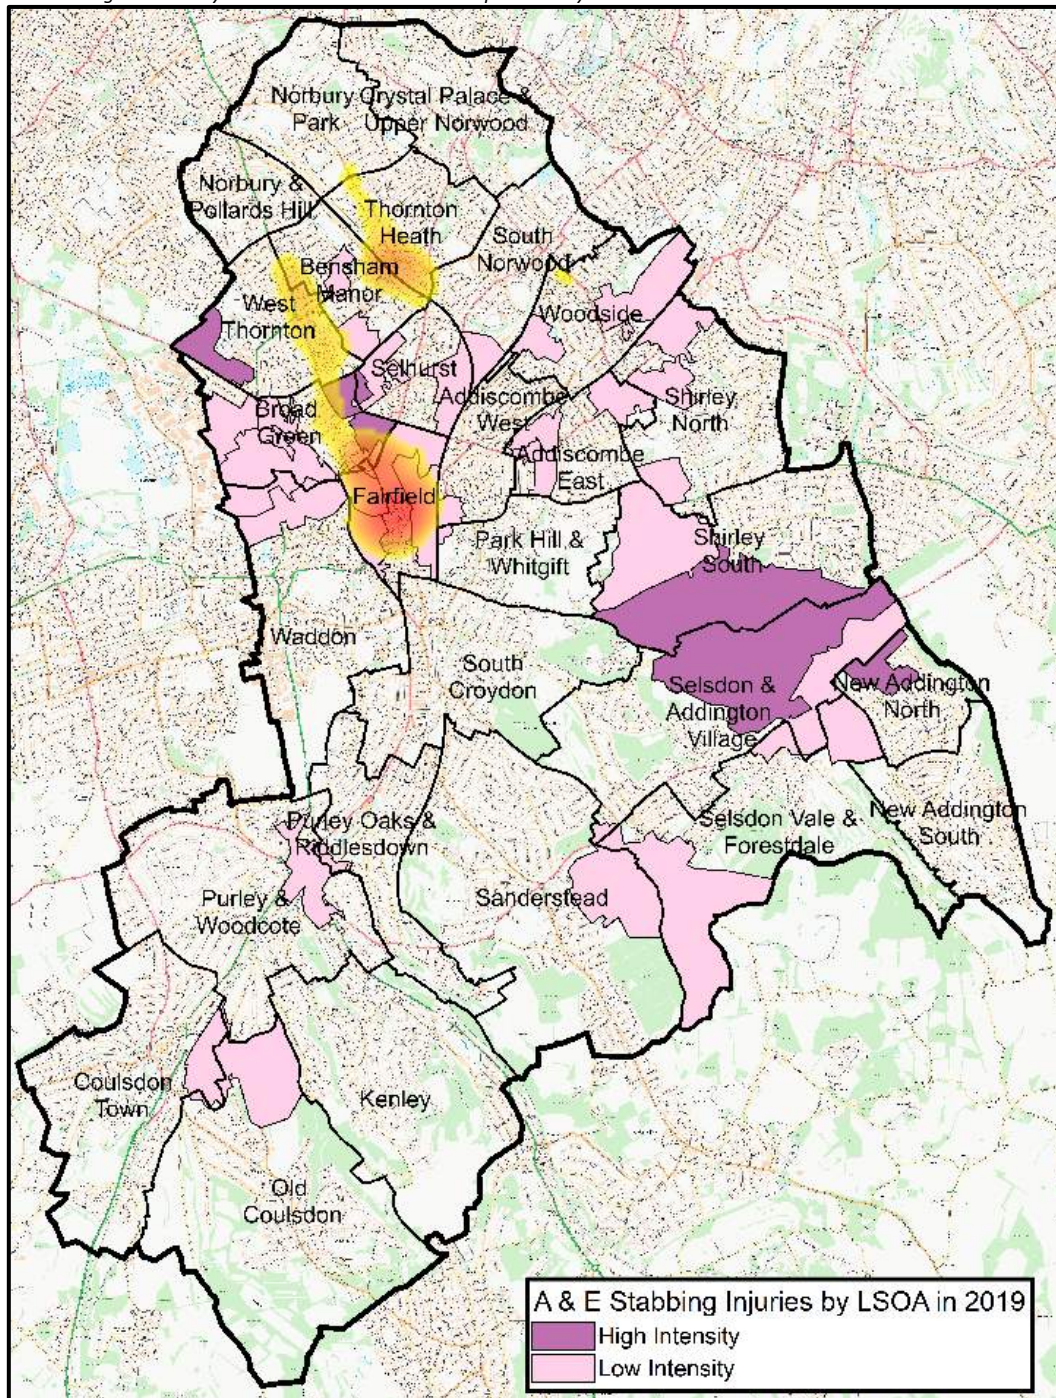 Norbury
Park
Crystal Palace &
Upper Norwood
Norbury &
Pollards Hill
Thornton
Heath
South
Norwood
Bensham
Manor
West
Thornton
Woodside
Selhurst
Broad
Green
Addiscombe
West
Shirley
North
Addiscombe
East
Fairfield
Park Hill &
Whitgift
Shirley
South
Waddon
South
Croydon
Selsdon &
Addington
Village
New Addington
North
Purley Oaks &
Riddlesdown
Selsdon Vale &
Forestdale
New Addington
South
Purley &
Woodcote
Sanderstead
Coulsdon
Town
Kenley
Old
Coulsdon
A & E Stabbing Injuries by LSOA in 2019
High Intensity
Low Intensity